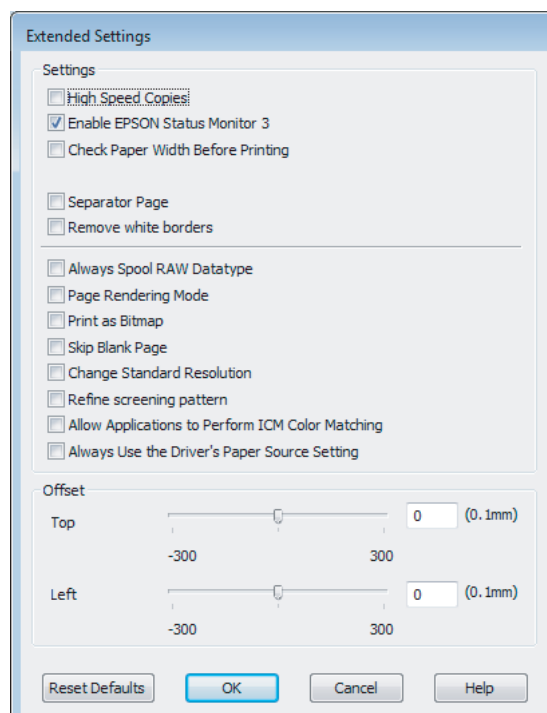 Extended Settings
Settings
High Speed Copies
Enable EPSON Status Monitor 3
Check Paper Width Before Printing
Separator Page
Remove white borders
Always Spool RAW Datatype
Page Rendering Mode
Print as Bitmap
Skip Blank Page
Change Standard Resolution
Refine screening pattern
Allow Applications to Perform ICM Color Matching
Always Use the Driver's Paper Source Setting
Offset
Top 0 (0.1mm)
-300 300
Left 0 (0.1mm)
-300 300
Reset Defaults OK Cancel Help